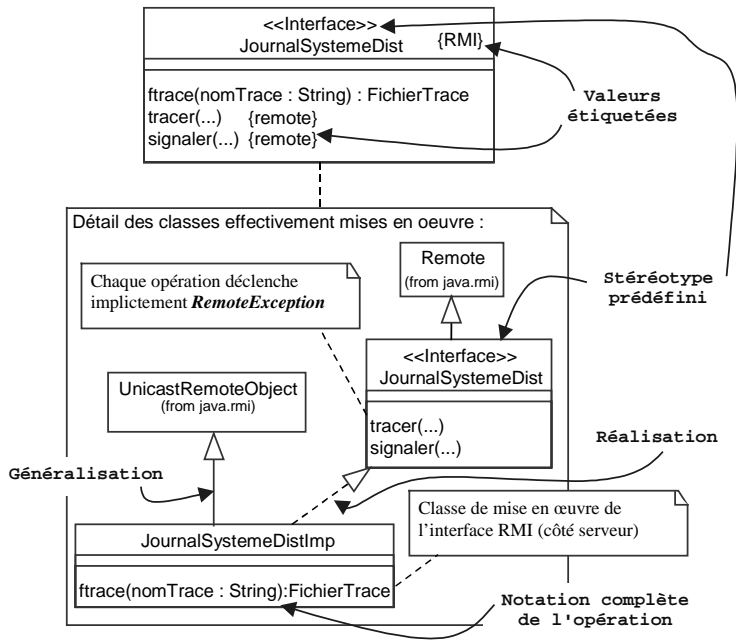 <<Interface>>
JournalSystemeDist {RMI}
ftrace(nomTrace : String) : FichierTrace
tracer(...) {remote}
signaler(...) {remote}
Valeurs
étiquetées
Détail des classes effectivement mises en oeuvre :
Chaque opération déclenche
implictement RemoteException
Remote
(from java.rmi)
Stéréotype
prédéfini
<<Interface>>
JournalSystemeDist
tracer(...)
signaler(...)
UnicastRemoteObject
(from java.rmi)
Généralisation
Réalisation
Classe de mise en œuvre de
l'interface RMI (côté serveur)
JournalSystemeDistImp
ftrace(nomTrace : String):FichierTrace
Notation complète
de l'opération